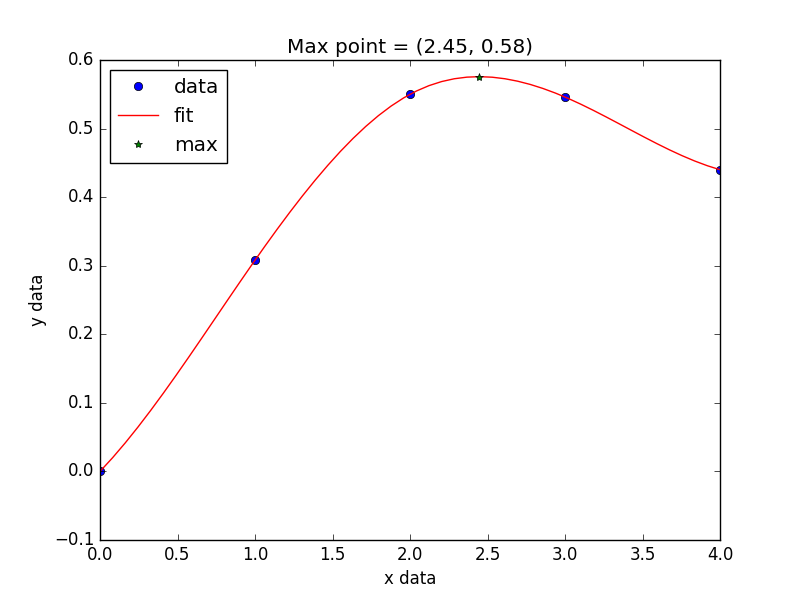 Max point = (2.45, 0.58)
data
fit
max
0.6
0.5
0.4
0.3
0.2
0.1
0.0
−0.1
y data
0.0 0.5 1.0 1.5 2.0 2.5 3.0 3.5 4.0
x data